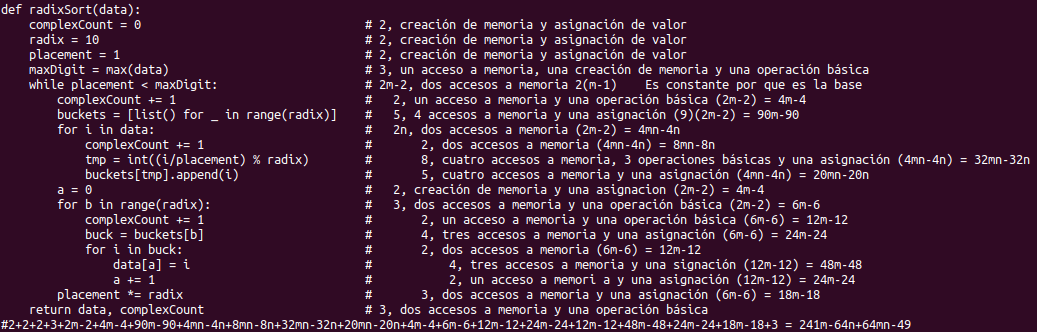 def radixSort(data):
    complexCount = 0 # 2, creación de memoria y asignación de valor
    radix = 10 # 2, creación de memoria y asignación de valor
    placement = 1 # 2, creación de memoria y asignación de valor
    maxDigit = max(data) # 3, un acceso a memoria, una creación de memoria y una operación básica
    while placement < maxDigit: # 2m-2, dos accesos a memoria 2(m-1) Es constante por que es la base
        complexCount += 1 # 2, un acceso a memoria y una operación básica (2m-2) = 4m-4
        buckets = [list() for _ in range(radix)] # 5, 4 accesos a memoria y una asignación (9)(2m-2) = 90m-90
        for i in data: # 2n, dos accesos a memoria (2m-2) = 4mn-4n
            complexCount += 1 # 2, dos accesos a memoria (4mn-4n) = 8mn-8n
            tmp = int((i/placement) % radix) # 8, cuatro accesos a memoria, 3 operaciones básicas y una asignación (4mn-4n) = 32mn-32n
            buckets[tmp].append(i) # 5, cuatro accesos a memoria y una asignación (4mn-4n) = 20mn-20n
        a = 0 # 2, creación de memoria y una asignacion (2m-2) = 4m-4
        for b in range(radix): # 3, dos accesos a memoria y una operación básica (2m-2) = 6m-6
            complexCount += 1 # 2, un acceso a memoria y una operación básica (6m-6) = 12m-12
            buck = buckets[b] # 4, tres accesos a memoria y una asignación (6m-6) = 24m-24
            for i in buck: # 2, dos accesos a memoria (6m-6) = 12m-12
                data[a] = i # 4, tres accesos a memoria y una signación (12m-12) = 48m-48
                a += 1 # 2, un acceso a memori a y una asignación (12m-12) = 24m-24
        placement *= radix # 3, dos accesos a memoria y una asignación (6m-6) = 18m-18
    return data, complexCount # 3, dos accesos a memoria y una operación básica
#2+2+2+3+2m-2+4m-4+90m-90+4mn-4n+8mn-8n+32mn-32n+20mn-20n+4m-4+6m-6+12m-12+24m-24+12m-12+48m-48+24m-24+18m-18+3 = 241m-64n+64mn-49